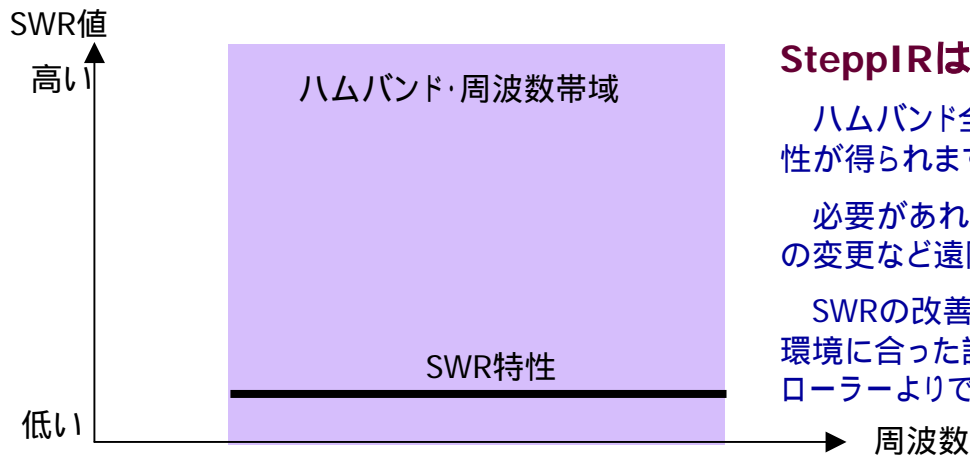 SWR値
高い
ハムバンド・周波数帯域
SWR特性
低い
周波数
SteppIRは
ハムバンド
性が得られます
必要があれ
の変更など遠
SWRの改善
環境に合った
ローラーよりで